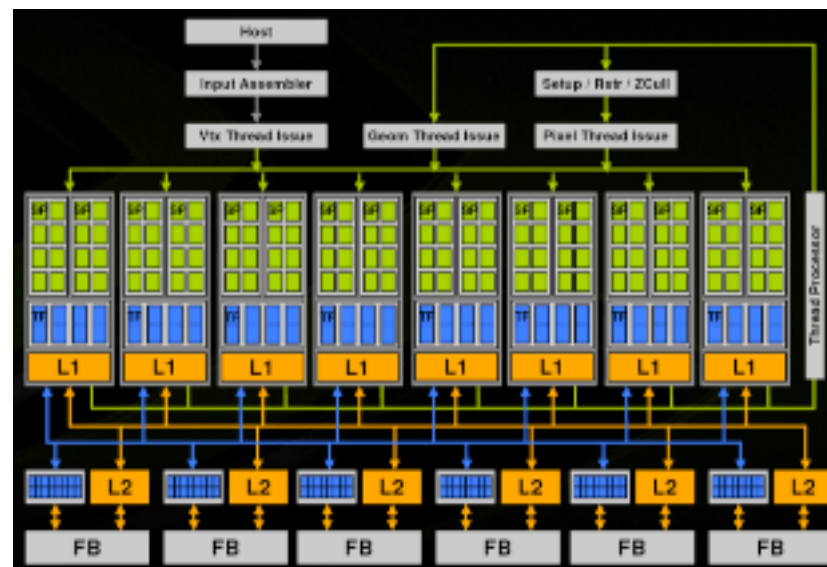 Host
Input Assembler
Setup / Rstr / ZCull
Vtx Thread Issue
Geom Thread Issue
Pixel Thread Issue
SP SP SP SP SP SP SP SP SP SP SP SP SP SP SP SP
Thread Processor
TF TF TF TF TF TF TF TF
L1 L1 L1 L1 L1 L1 L1 L1
L2 L2 L2 L2 L2 L2
FB FB FB FB FB FB